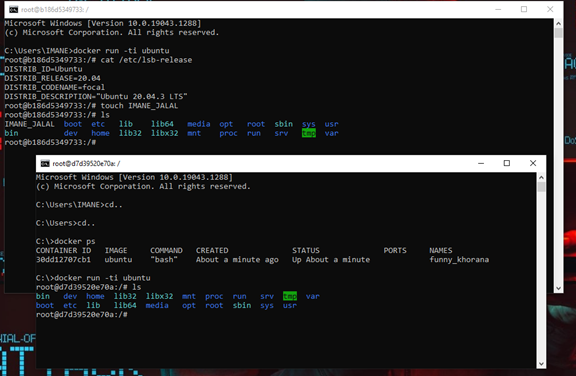 root@b186d5349733: /
Microsoft Windows [Version 10.0.19043.1288]
(c) Microsoft Corporation. All rights reserved.
C:\Users\IMANE>docker run -ti ubuntu
root@b186d5349733:/# cat /etc/lsb-release
DISTRIB_ID=Ubuntu
DISTRIB_RELEASE=20.04
DISTRIB_CODENAME=focal
DISTRIB_DESCRIPTION="Ubuntu 20.04.3 LTS"
root@b186d5349733:/# touch IMANE_JALAL
root@b186d5349733:/# ls
IMANE_JALAL boot etc lib lib64 media opt root sbin sys usr
bin dev home lib32 libx32 mnt proc run srv tmp var
root@b186d5349733:/#
root@d7d39520e70a: /
Microsoft Windows [Version 10.0.19043.1288]
(c) Microsoft Corporation. All rights reserved.
C:\Users\IMANE>cd..
C:\Users>cd..
C:\>docker ps
CONTAINER ID IMAGE COMMAND CREATED STATUS PORTS NAMES
30dd12707cb1 ubuntu "bash" About a minute ago Up About a minute funny_khorana
C:\>docker run -ti ubuntu
root@d7d39520e70a:/# ls
bin dev home lib32 libx32 mnt proc run srv tmp var
boot etc lib lib64 media opt root sbin sys usr
root@d7d39520e70a:/#